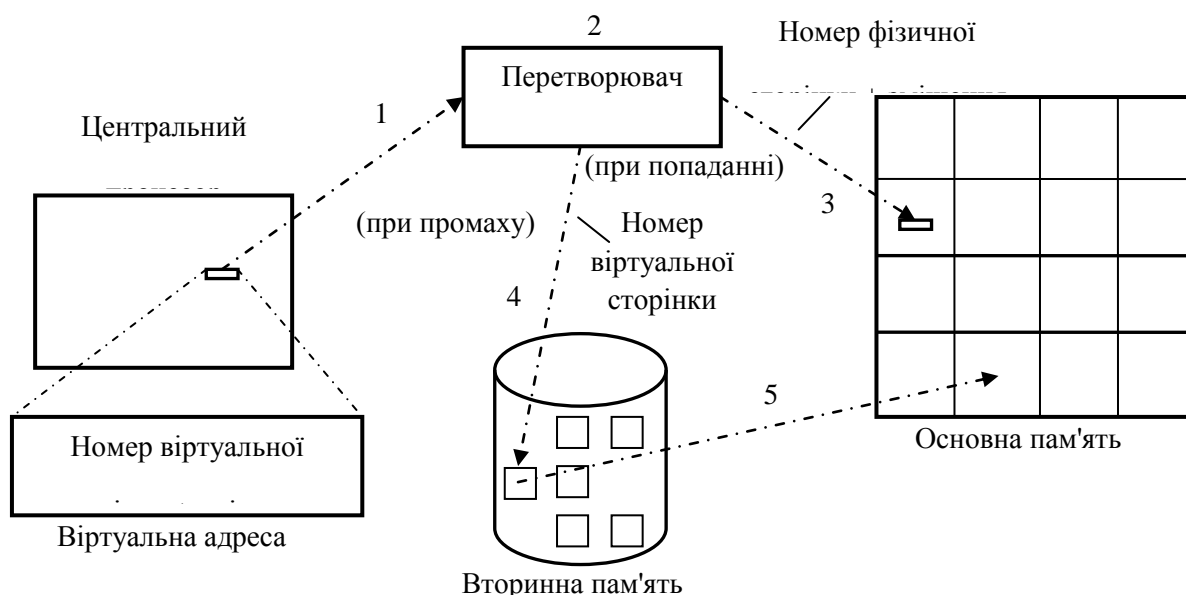 2
Номер фізичної
Перетворювач
1
Центральний
(при попаданні)
3
(при промаху)
Номер
віртуальної
сторінки
4
5
Номер віртуальної
Основна пам'ять
Віртуальна адреса
Вторинна пам'ять